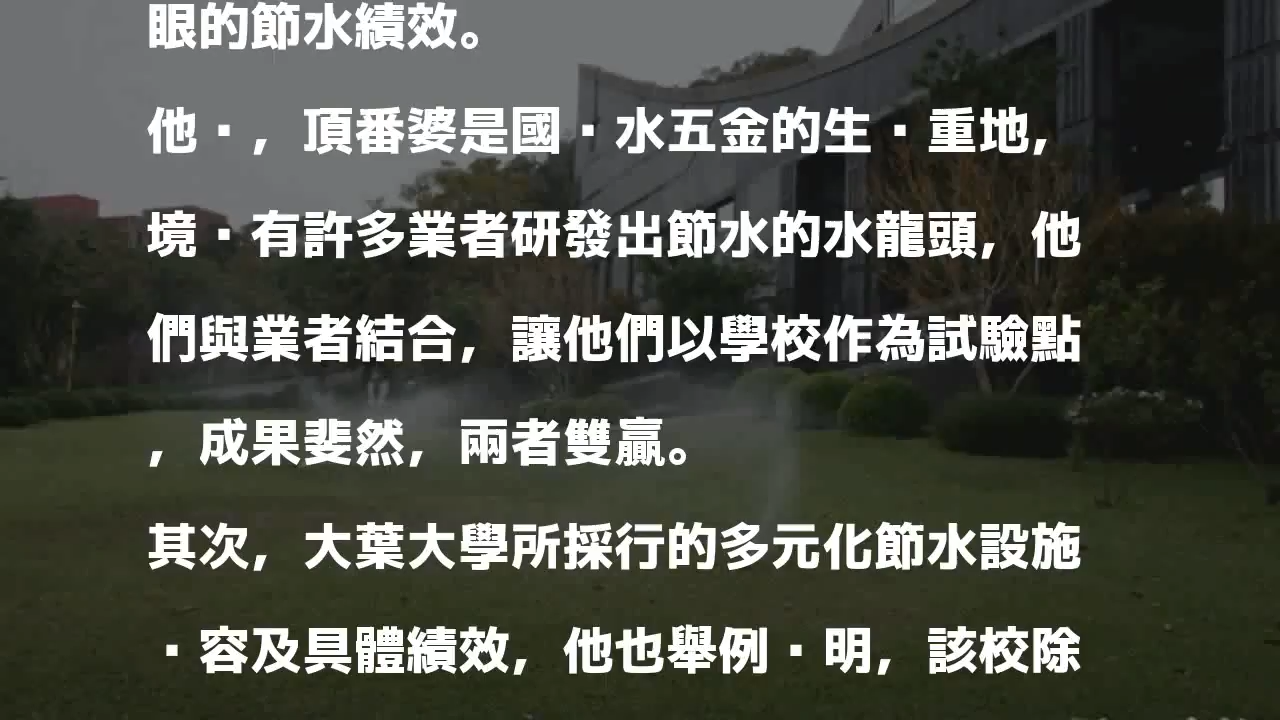 眼的節水績效。
他▪，頂番婆是國▪水五金的生▪重地，
境▪有許多業者研發出節水的水龍頭，他
們與業者結合，讓他們以學校作為試驗點
，成果斐然，兩者雙贏。
其次，大葉大學所採行的多元化節水設施
▪容及具體績效，他也舉例▪明，該校除